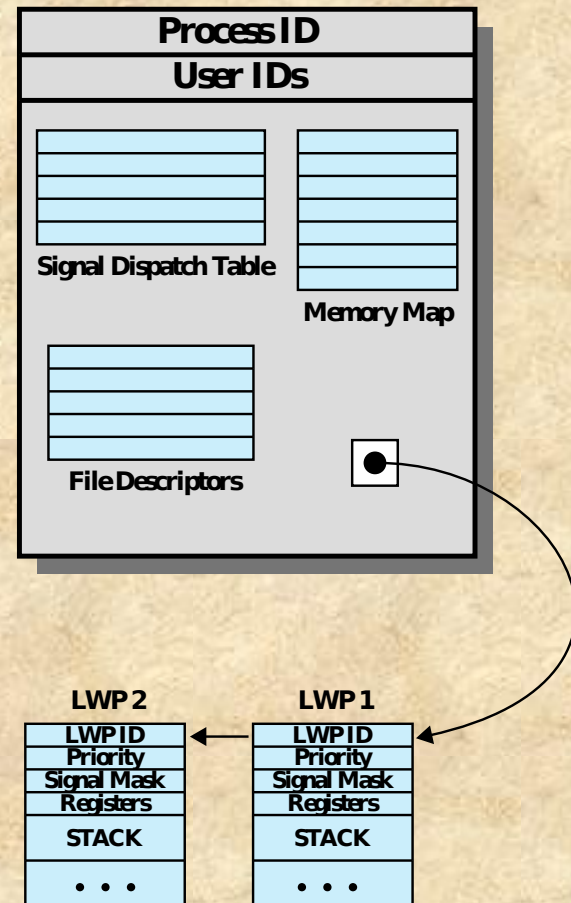 Process ID
User IDs
Signal Dispatch Table
Memory Map
File Descriptors
LWP 2
LWP 1
LWP ID
LWP ID
Priority
Priority
Signal Mask
Signal Mask
Registers
Registers
STACK
STACK
• • •
• • •